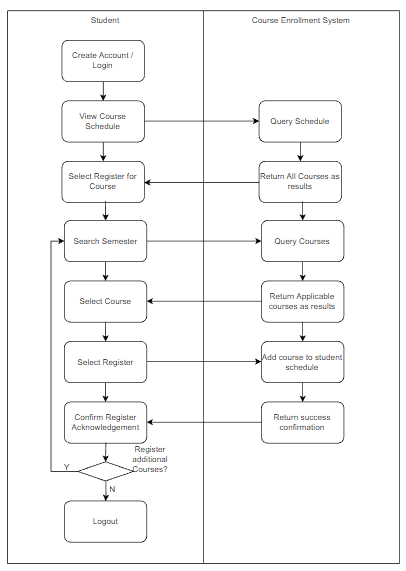 Student
Course Enrollment System
Create Account /
Login
View Course
Schedule
Query Schedule
Select Register for
Course
Return All Courses as
results
Search Semester
Query Courses
Select Course
Return Applicable
courses as results
Select Register
Add course to student
schedule
Confirm Register
Acknowledgement
Return success
confirmation
Register
additional
Courses?
Y
N
Logout